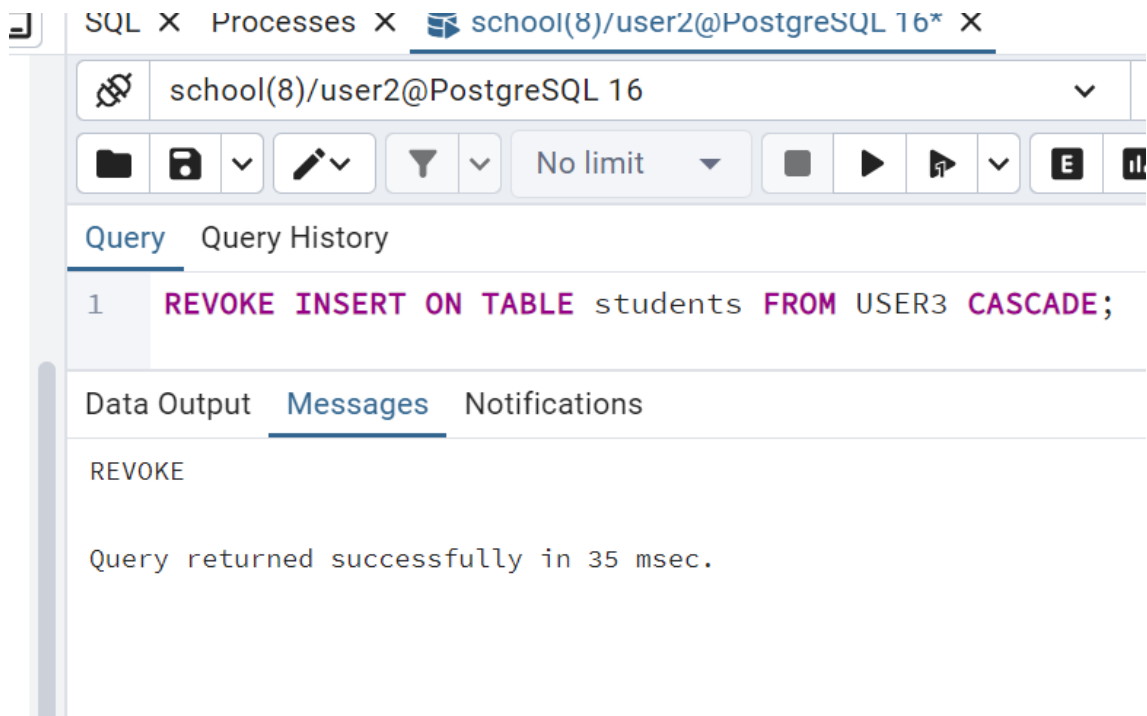 SQL Processes school(8)/user2@PostgreSQL 16*
school(8)/user2@PostgreSQL 16
No limit E
Query Query History
1 REVOKE INSERT ON TABLE students FROM USER3 CASCADE;
Data Output Messages Notifications
REVOKE
Query returned successfully in 35 msec.